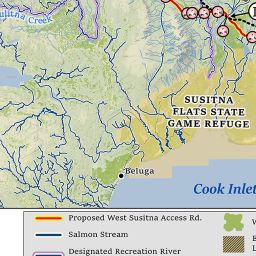 ulitna Creek
SUSITNA
FLATS STATE
GAME REFUGE
Beluga
Cook Inlet
Proposed West Susitna Access Rd.
Salmon Stream
Designated Recreation River
W
E
L